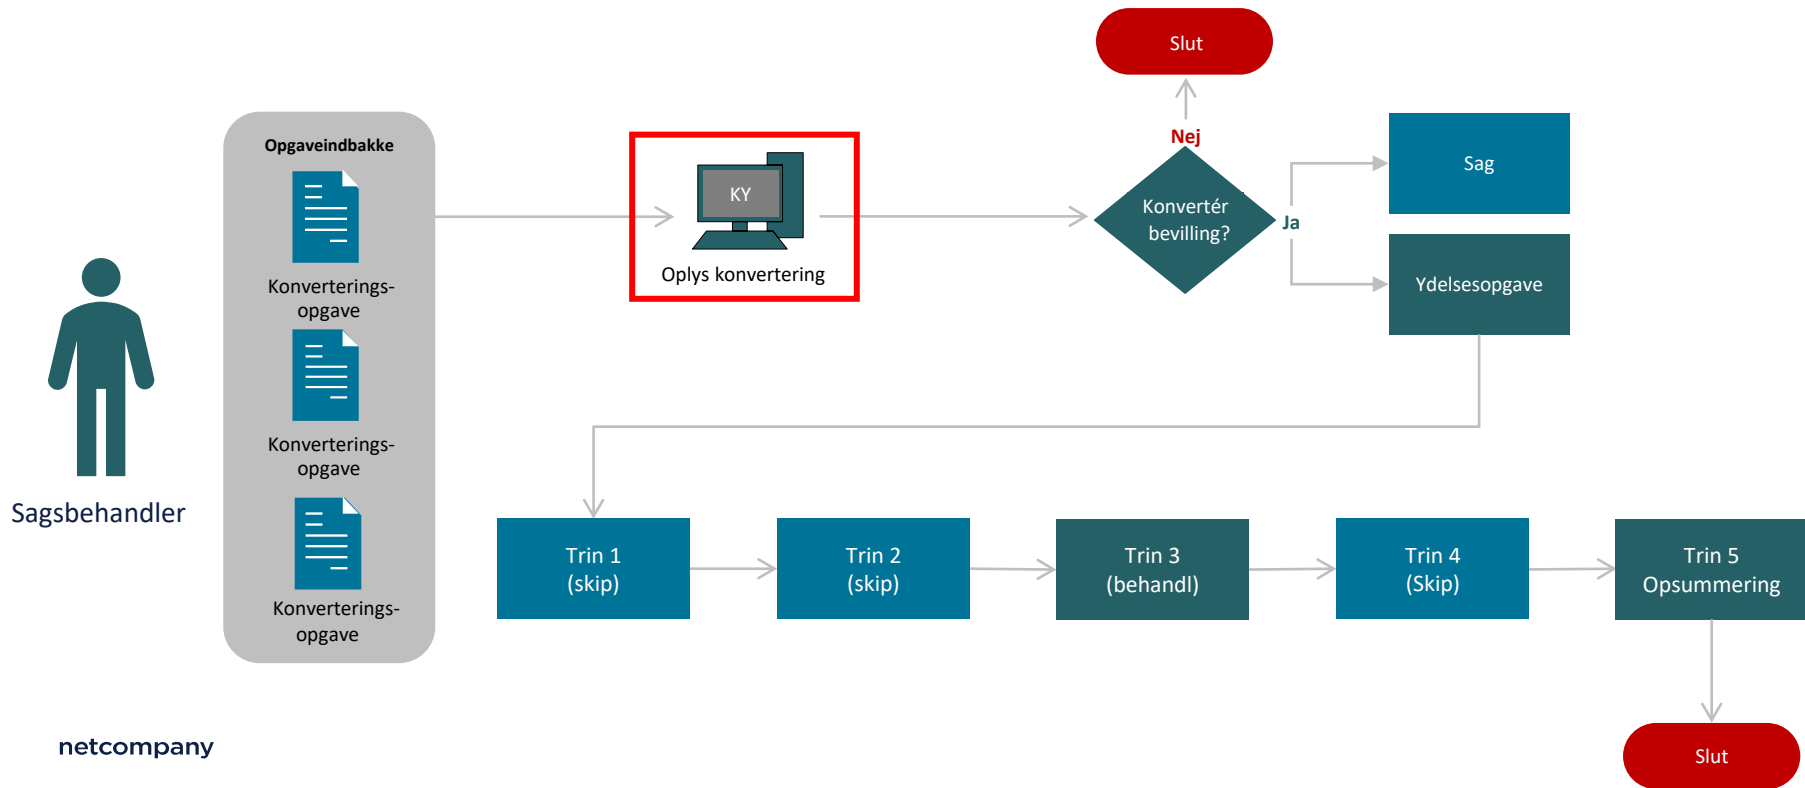 Slut
Opgaveindbakke
Konverterings-
opgave
Konverterings-
opgave
Konverterings-
opgave
Sagsbehandler
KY
Oplys konvertering
Nej
Konvertér
bevilling?
Ja
Sag
Ydelsesopgave
Trin 1
(skip)
Trin 2
(skip)
Trin 3
(behandl)
Trin 4
(Skip)
Trin 5
Opsummering
Slut
netcompany